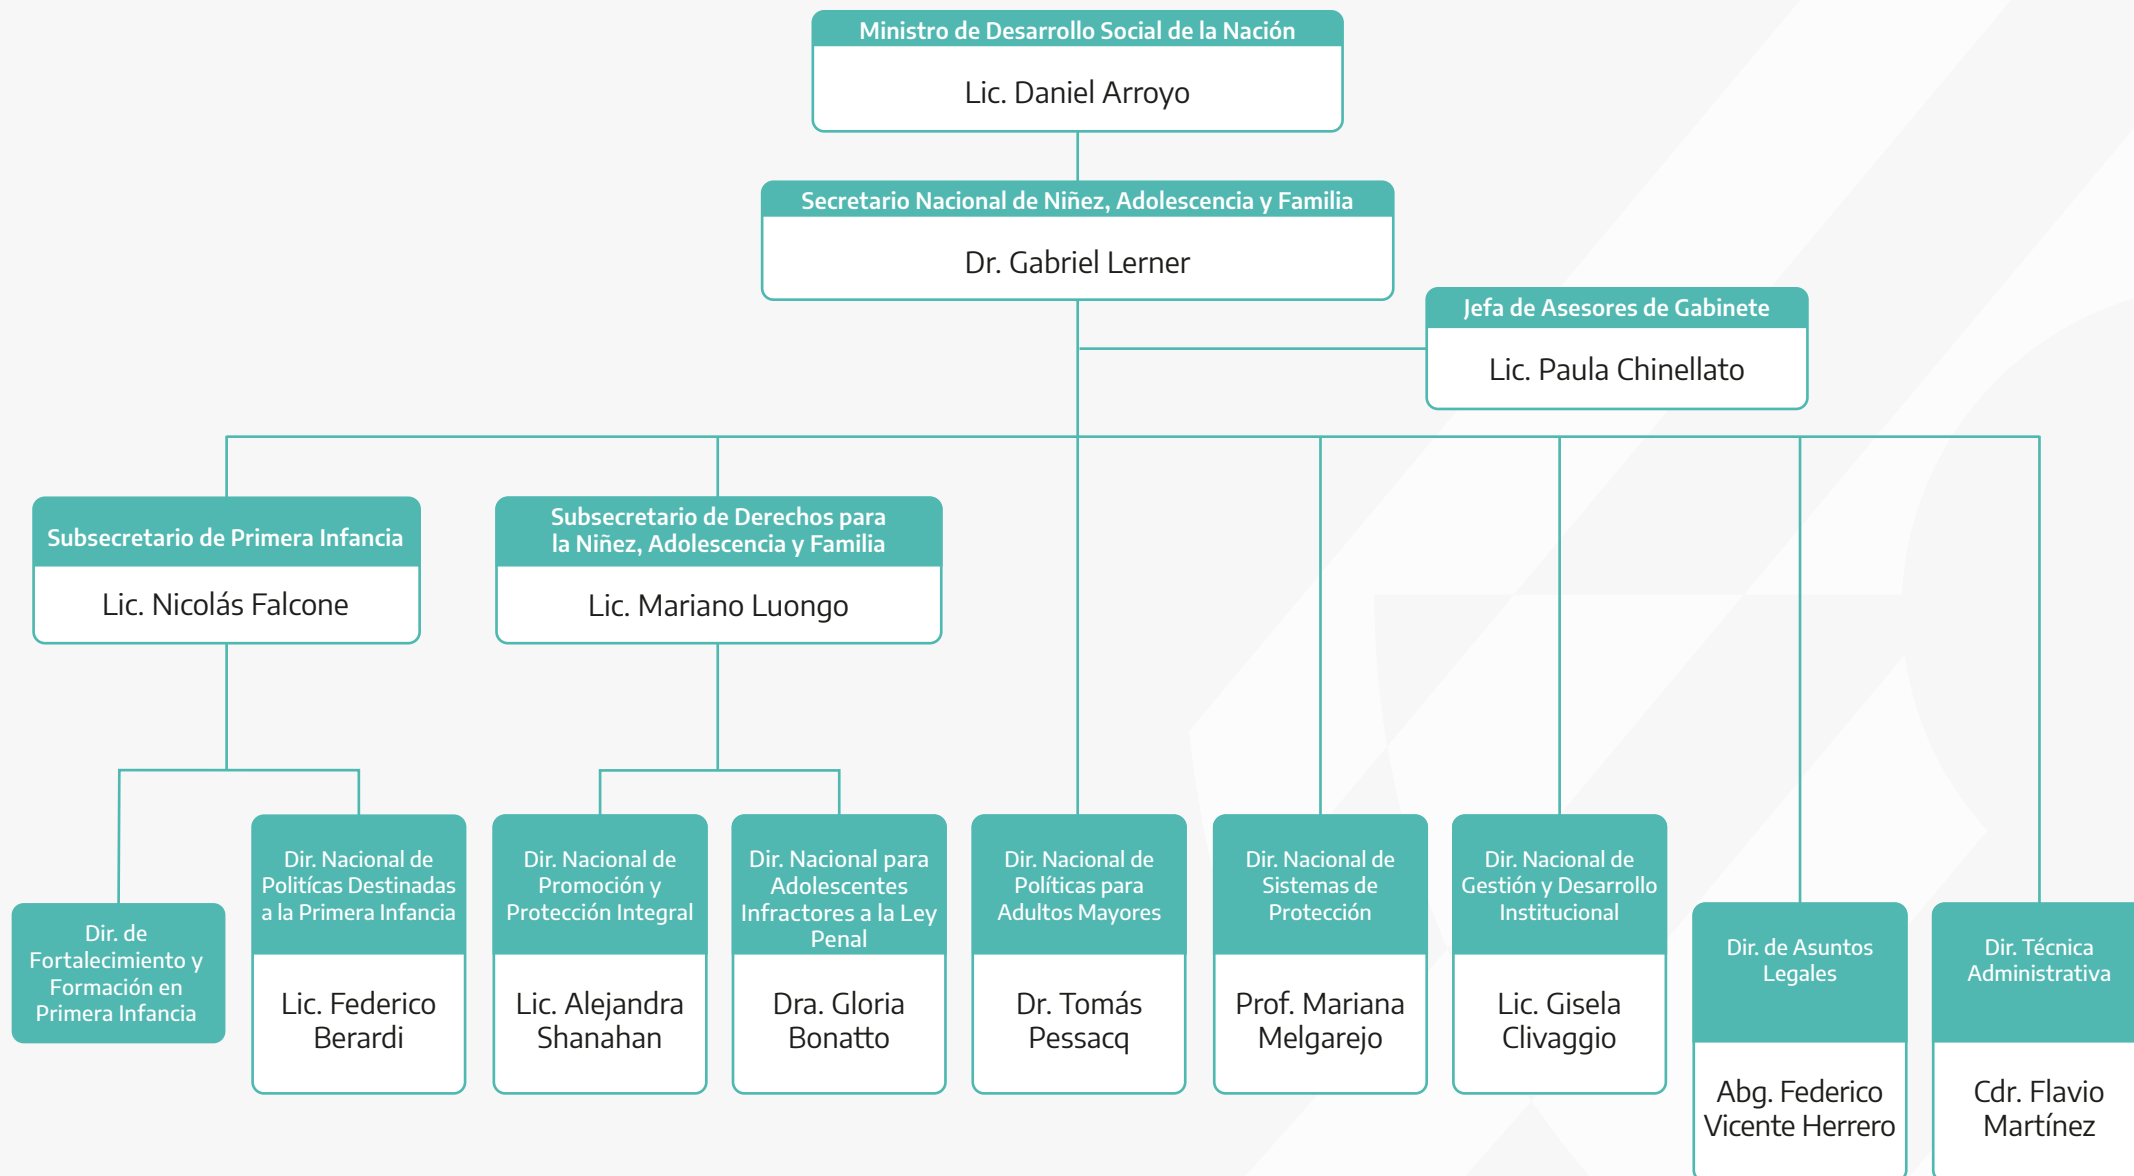 Ministro de Desarrollo Social de la Nación
Lic. Daniel Arroyo
Secretario Nacional de Niñez, Adolescencia y Familia
Dr. Gabriel Lerner
Jefa de Asesores de Gabinete
Lic. Paula Chinellato
Subsecretario de Primera Infancia
Lic. Nicolás Falcone
Subsecretario de Derechos para
la Niñez, Adolescencia y Familia
Lic. Mariano Luongo
Dir. de
Fortalecimiento y
Formación en
Primera Infancia
Dir. Nacional de
Politícas Destinadas
a la Primera Infancia
Lic. Federico
Berardi
Dir. Nacional de
Promoción y
Protección Integral
Lic. Alejandra
Shanahan
Dir. Nacional para
Adolescentes
Infractores a la Ley
Penal
Dra. Gloria
Bonatto
Dir. Nacional de
Políticas para
Adultos Mayores
Dr. Tomás
Pessacq
Dir. Nacional de
Sistemas de
Protección
Prof. Mariana
Melgarejo
Dir. Nacional de
Gestión y Desarrollo
Institucional
Lic. Gisela
Clivaggio
Dir. de Asuntos
Legales
Abg. Federico
Vicente Herrero
Dir. Técnica
Administrativa
Cdr. Flavio
Martínez